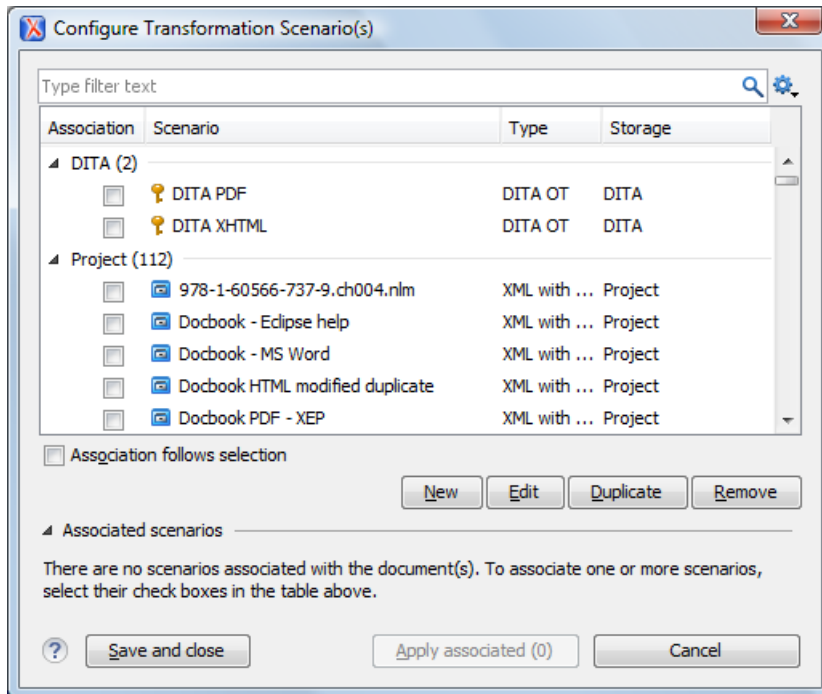 Configure Transformation Scenario(s)
Type filter text
Association Scenario Type Storage
DITA (2)
DITA PDF DITA OT DITA
DITA XHTML DITA OT DITA
Project (112)
978-1-60566-737-9.ch004.nlm XML with ... Project
Docbook - Eclipse help XML with ... Project
Docbook - MS Word XML with ... Project
Docbook HTML modified duplicate XML with ... Project
Docbook PDF - XEP XML with ... Project
Association follows selection
New Edit Duplicate Remove
Associated scenarios
There are no scenarios associated with the document(s). To associate one or more scenarios,
select their check boxes in the table above.
? Save and close Apply associated (0) Cancel